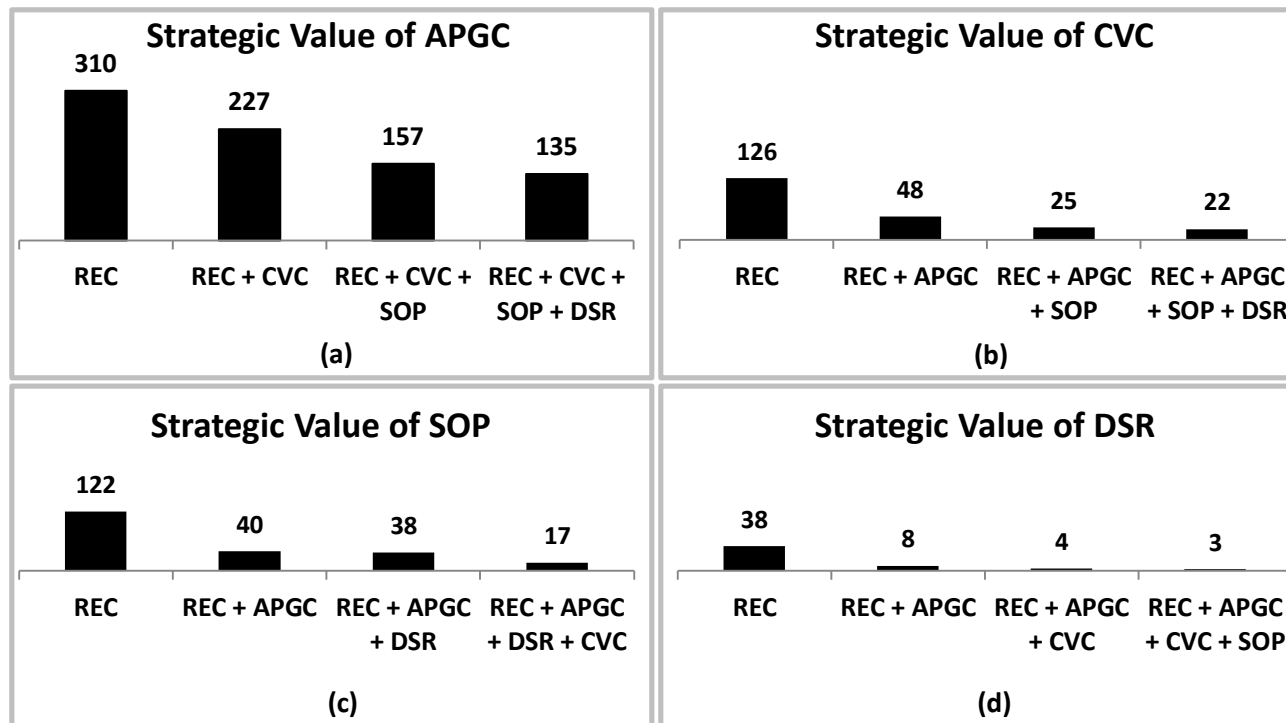 Strategic Value of APGC
310
227
157
135
REC
REC + CVC
REC + CVC +
SOP
REC + CVC +
SOP + DSR
(a)
Strategic Value of CVC
126
48
25
22
REC
REC + APGC
REC + APGC
+ SOP
REC + APGC
+ SOP + DSR
(b)
Strategic Value of SOP
122
40
38
17
REC
REC + APGC
REC + APGC
+ DSR
REC + APGC
+ DSR + CVC
(c)
Strategic Value of DSR
38
8
4
3
REC
REC + APGC
REC + APGC
+ CVC
REC + APGC
+ CVC + SOP
(d)